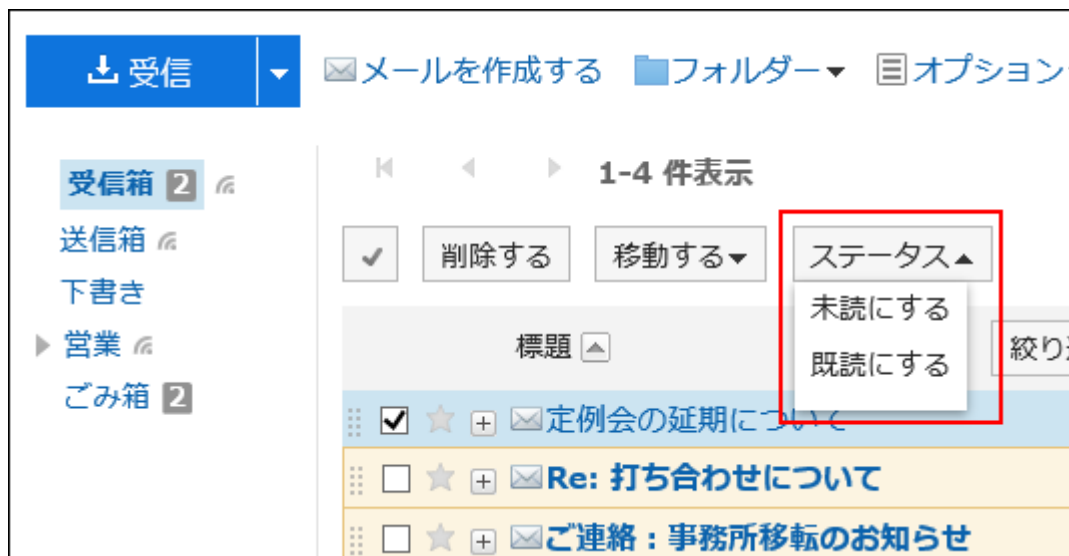 受信 メールを作成する フォルダー オプション
受信箱 2
送信箱
下書き
営業
ごみ箱 2
1-4 件表示
削除する 移動する ステータス
未読にする
既読にする
標題 絞り
定例会の延期について
Re: 打ち合わせについて
ご連絡：事務所移転のお知らせ